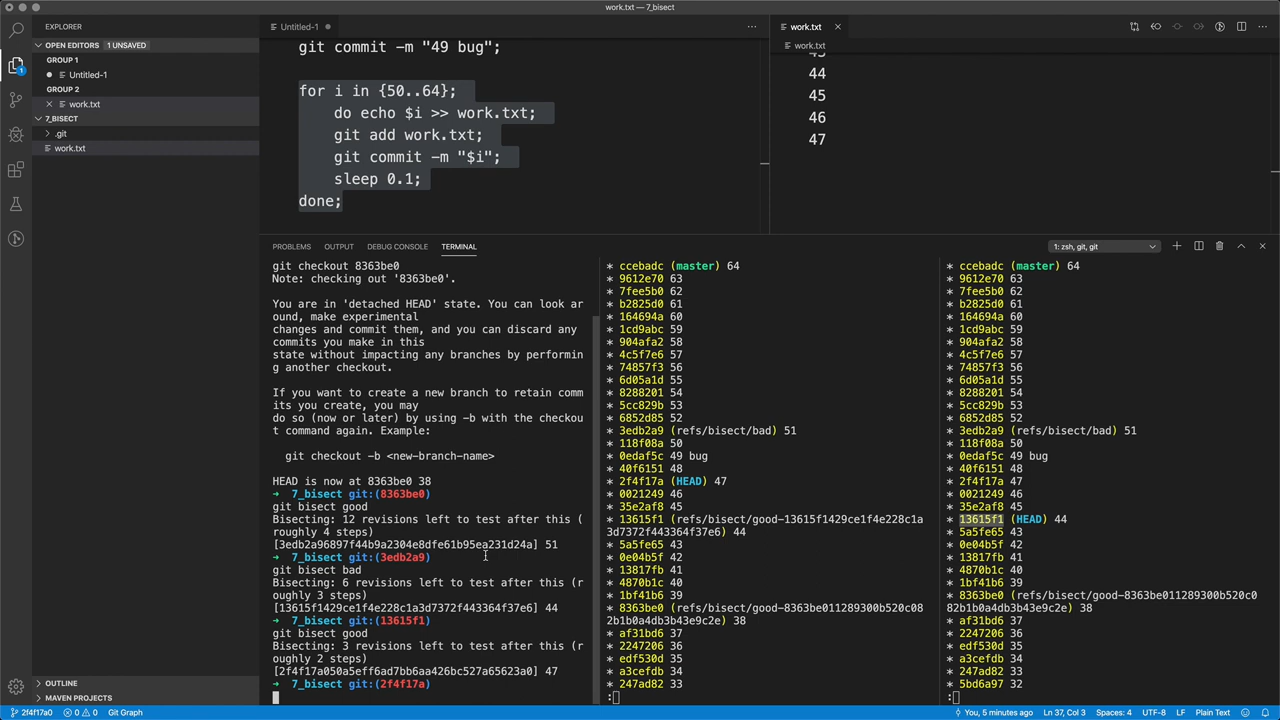 work.txt — 7_bisect
EXPLORER
OPEN EDITORS 1 UNSAVED
GROUP 1
Untitled-1
GROUP 2
work.txt
7_BISECT
.git
work.txt
OUTLINE
MAVEN PROJECTS
1
Untitled-1
git commit -m "49 bug";
for i in {50..64};
do echo $i >> work.txt;
git add work.txt;
git commit -m "$i";
sleep 0.1;
done;
work.txt
work.txt
44
45
46
47
PROBLEMS OUTPUT DEBUG CONSOLE TERMINAL
1: zsh, git, git
git checkout 8363be0
Note: checking out '8363be0'.
You are in 'detached HEAD' state. You can look ar
ound, make experimental
changes and commit them, and you can discard any
commits you make in this
state without impacting any branches by performin
g another checkout.
If you want to create a new branch to retain comm
its you create, you may
do so (now or later) by using -b with the checkou
t command again. Example:
git checkout -b <new-branch-name>
HEAD is now at 8363be0 38
➜ 7_bisect git:(8363be0)
git bisect good
Bisecting: 12 revisions left to test after this (
roughly 4 steps)
[3edb2a96897f44b9a2304e8dfe61b95ea231d24a] 51
➜ 7_bisect git:(3edb2a9)
git bisect bad
Bisecting: 6 revisions left to test after this (r
oughly 3 steps)
[13615f1429ce1f4e228c1a3d7372f443364f37e6] 44
➜ 7_bisect git:(13615f1)
git bisect good
Bisecting: 3 revisions left to test after this (r
oughly 2 steps)
[2f4f17a050a5eff6ad7bb6aa426bc527a65623a0] 47
➜ 7_bisect git:(2f4f17a)
* ccebadc (master) 64
* 9612e70 63
* 7fee5b0 62
* b2825d0 61
* 164694a 60
* 1cd9abc 59
* 904afa2 58
* 4c5f7e6 57
* 74857f3 56
* 6d05a1d 55
* 8288201 54
* 5cc829b 53
* 6852d85 52
* 3edb2a9 (refs/bisect/bad) 51
* 118f08a 50
* 0edaf5c 49 bug
* 40f6151 48
* 2f4f17a (HEAD) 47
* 0021249 46
* 35e2af8 45
* 13615f1 (refs/bisect/good-13615f1429ce1f4e228c1a
3d7372f443364f37e6) 44
* 5a5fe65 43
* 0e04b5f 42
* 13817fb 41
* 4870b1c 40
* 1bf41b6 39
* 8363be0 (refs/bisect/good-8363be011289300b520c08
2b1b0a4db3b43e9c2e) 38
* af31bd6 37
* 2247206 36
* edf530d 35
* a3cefdb 34
* 247ad82 33
:
* ccebadc (master) 64
* 9612e70 63
* 7fee5b0 62
* b2825d0 61
* 164694a 60
* 1cd9abc 59
* 904afa2 58
* 4c5f7e6 57
* 74857f3 56
* 6d05a1d 55
* 8288201 54
* 5cc829b 53
* 6852d85 52
* 3edb2a9 (refs/bisect/bad) 51
* 118f08a 50
* 0edaf5c 49 bug
* 40f6151 48
* 2f4f17a 47
* 0021249 46
* 35e2af8 45
* 13615f1 (HEAD) 44
* 5a5fe65 43
* 0e04b5f 42
* 13817fb 41
* 4870b1c 40
* 1bf41b6 39
* 8363be0 (refs/bisect/good-8363be011289300b520c0
82b1b0a4db3b43e9c2e) 38
* af31bd6 37
* 2247206 36
* edf530d 35
* a3cefdb 34
* 247ad82 33
* 5bd6a97 32
:
2f4f17a0 0 0 Git Graph You, 5 minutes ago Ln 37, Col 3 Spaces: 4 UTF-8 LF Plain Text